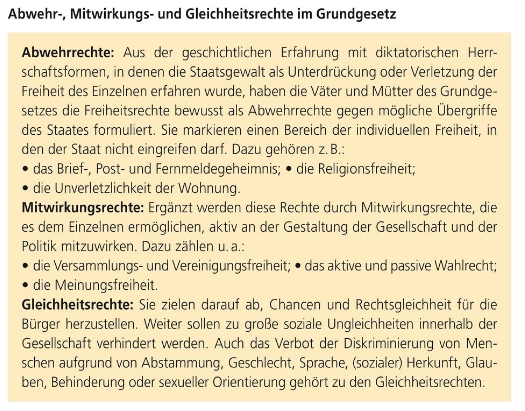 Abwehr-, Mitwirkungs- und Gleichheitsrechte im Grundgesetz
Abwehrrechte: Aus der geschichtlichen Erfahrung mit diktatorischen Herr-
schaftsformen, in denen die Staatsgewalt als Unterdrückung oder Verletzung der
Freiheit des Einzelnen erfahren wurde, haben die Väter und Mütter des Grundge-
setzes die Freiheitsrechte bewusst als Abwehrrechte gegen mögliche Übergriffe
des Staates formuliert. Sie markieren einen Bereich der individuellen Freiheit, in
den der Staat nicht eingreifen darf. Dazu gehören z. B.:
• das Brief-, Post- und Fernmeldegeheimnis; • die Religionsfreiheit;
• die Unverletzlichkeit der Wohnung.
Mitwirkungsrechte: Ergänzt werden diese Rechte durch Mitwirkungsrechte, die
es dem Einzelnen ermöglichen, aktiv an der Gestaltung der Gesellschaft und der
Politik mitzuwirken. Dazu zählen u. a.:
• die Versammlungs- und Vereinigungsfreiheit; • das aktive und passive Wahlrecht;
• die Meinungsfreiheit.
Gleichheitsrechte: Sie zielen darauf ab, Chancen und Rechtsgleichheit für die
Bürger herzustellen. Weiter sollen zu große soziale Ungleichheiten innerhalb der
Gesellschaft verhindert werden. Auch das Verbot der Diskriminierung von Men-
schen aufgrund von Abstammung, Geschlecht, Sprache, (sozialer) Herkunft, Glau-
ben, Behinderung oder sexueller Orientierung gehört zu den Gleichheitsrechten.